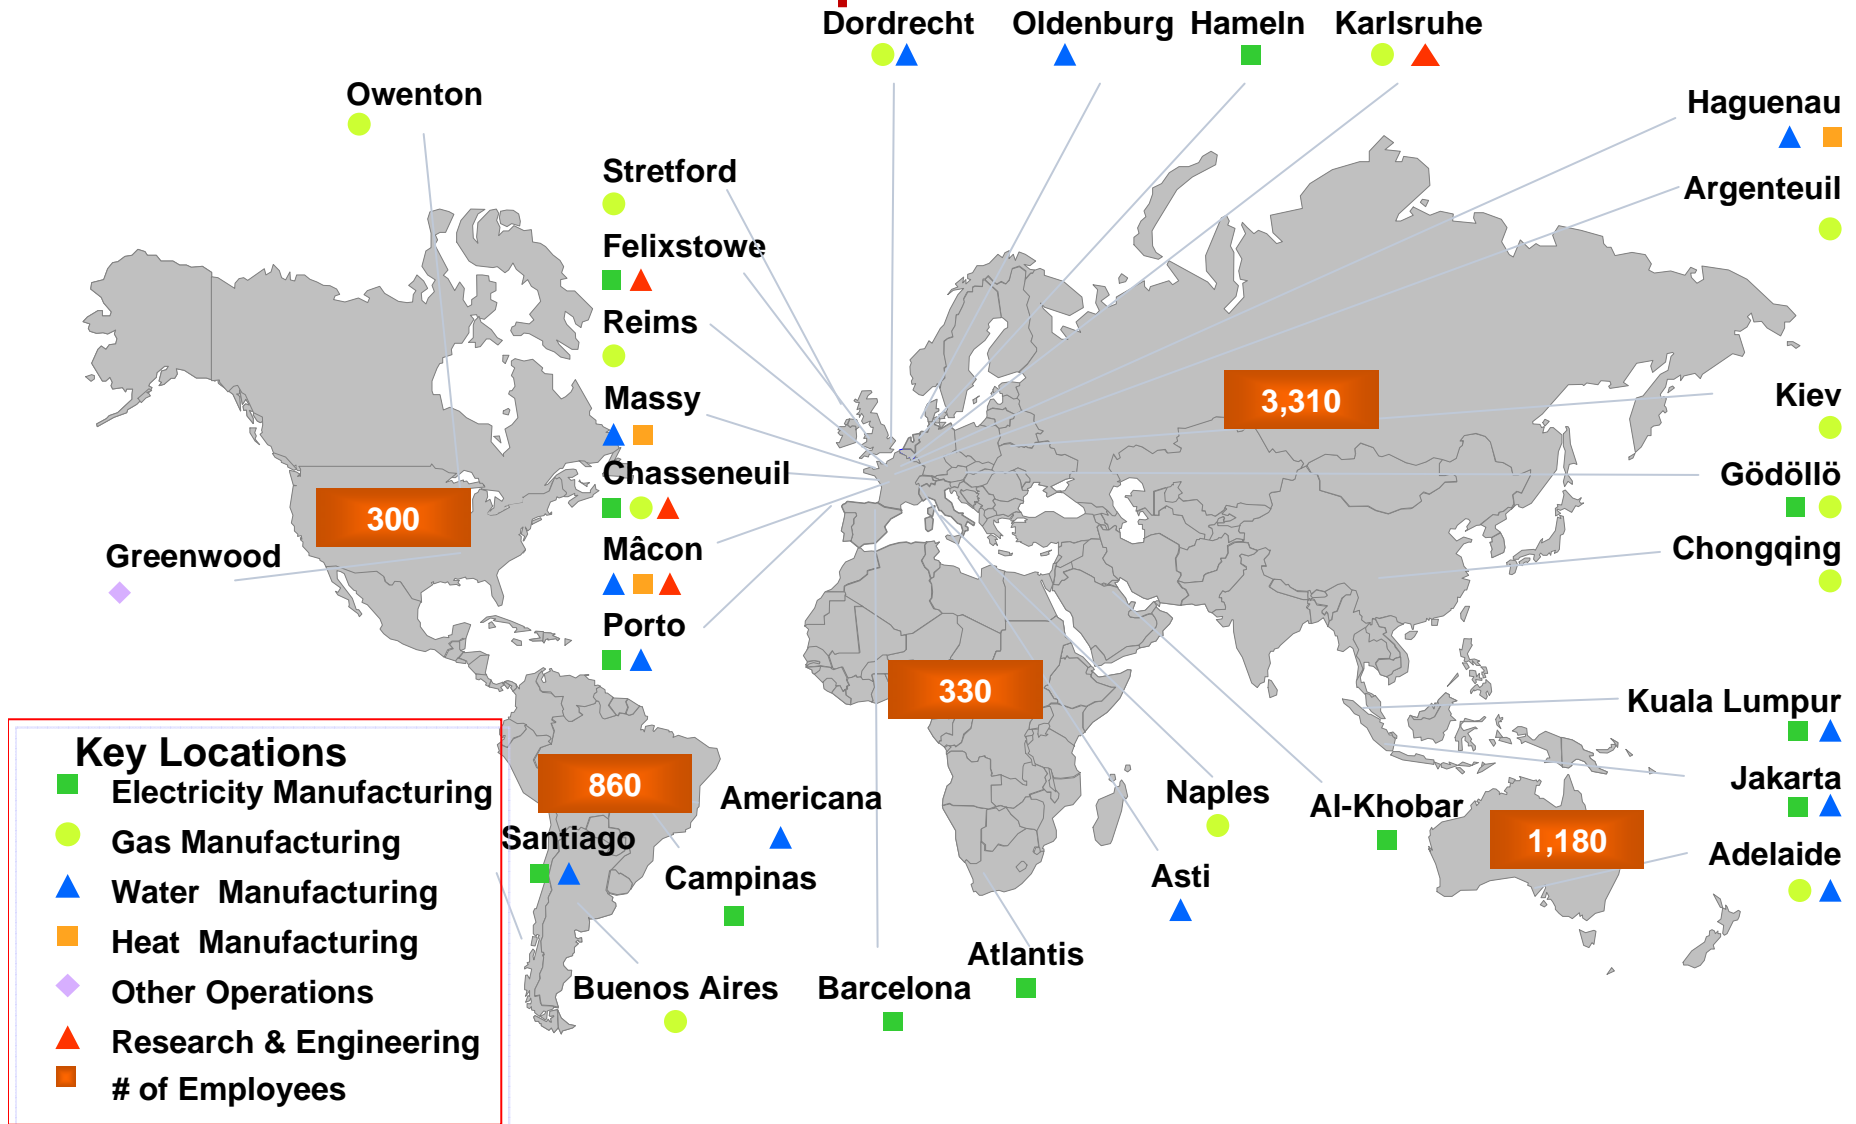 Dordrecht
Oldenburg
Hameln
Karlsruhe
Owenton
Haguenau
Stretford
Argenteuil
Felixstowe
Reims
Massy
3,310
Kiev
Chasseneuil
Gödöllö
300
Greenwood
Mâcon
Chongqing
Porto
330
Kuala Lumpur
Key Locations
Electricity Manufacturing
Gas Manufacturing
Water Manufacturing
Heat Manufacturing
Other Operations
Research & Engineering
# of Employees
860
Americana
Naples
Al-Khobar
Jakarta
1,180
Santiago
Campinas
Asti
Adelaide
Atlantis
Buenos Aires
Barcelona